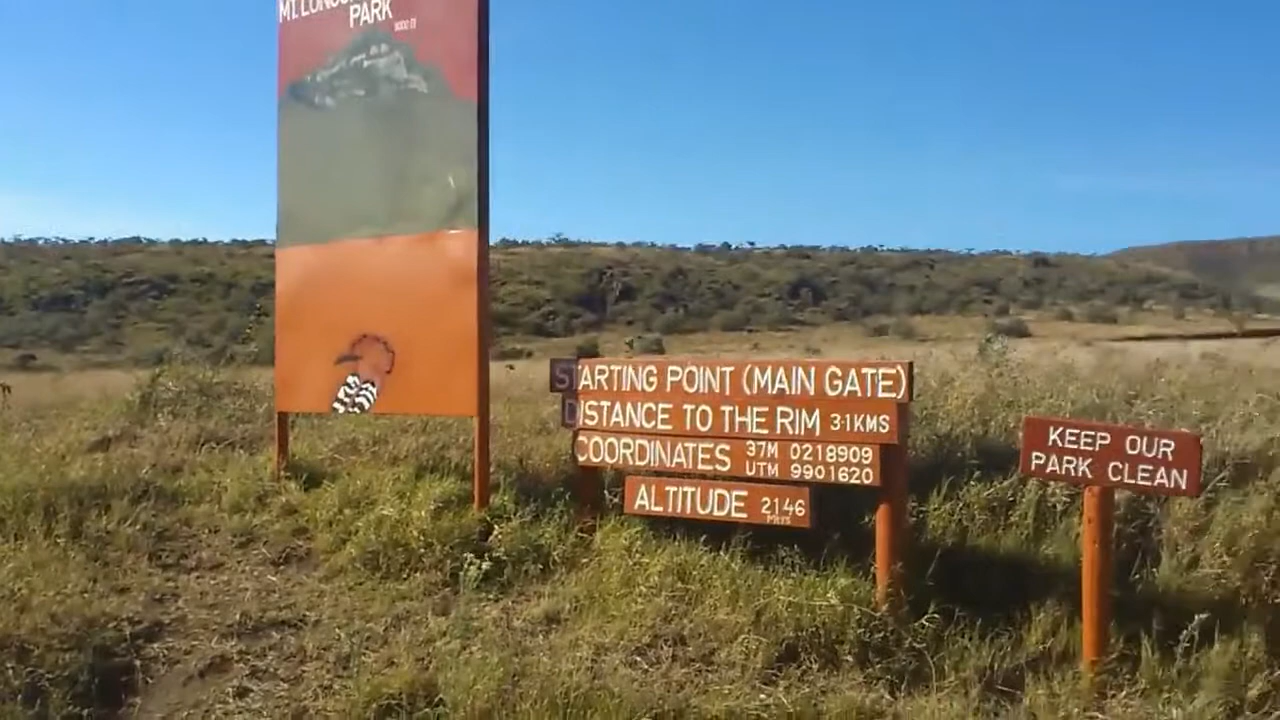 PARK
STARTING POINT (MAIN GATE)
DISTANCE TO THE RIM 3·1KMS
COORDINATES 37M 0218909
UTM 9901620
ALTITUDE 2146
MTRS
KEEP OUR
PARK CLEAN